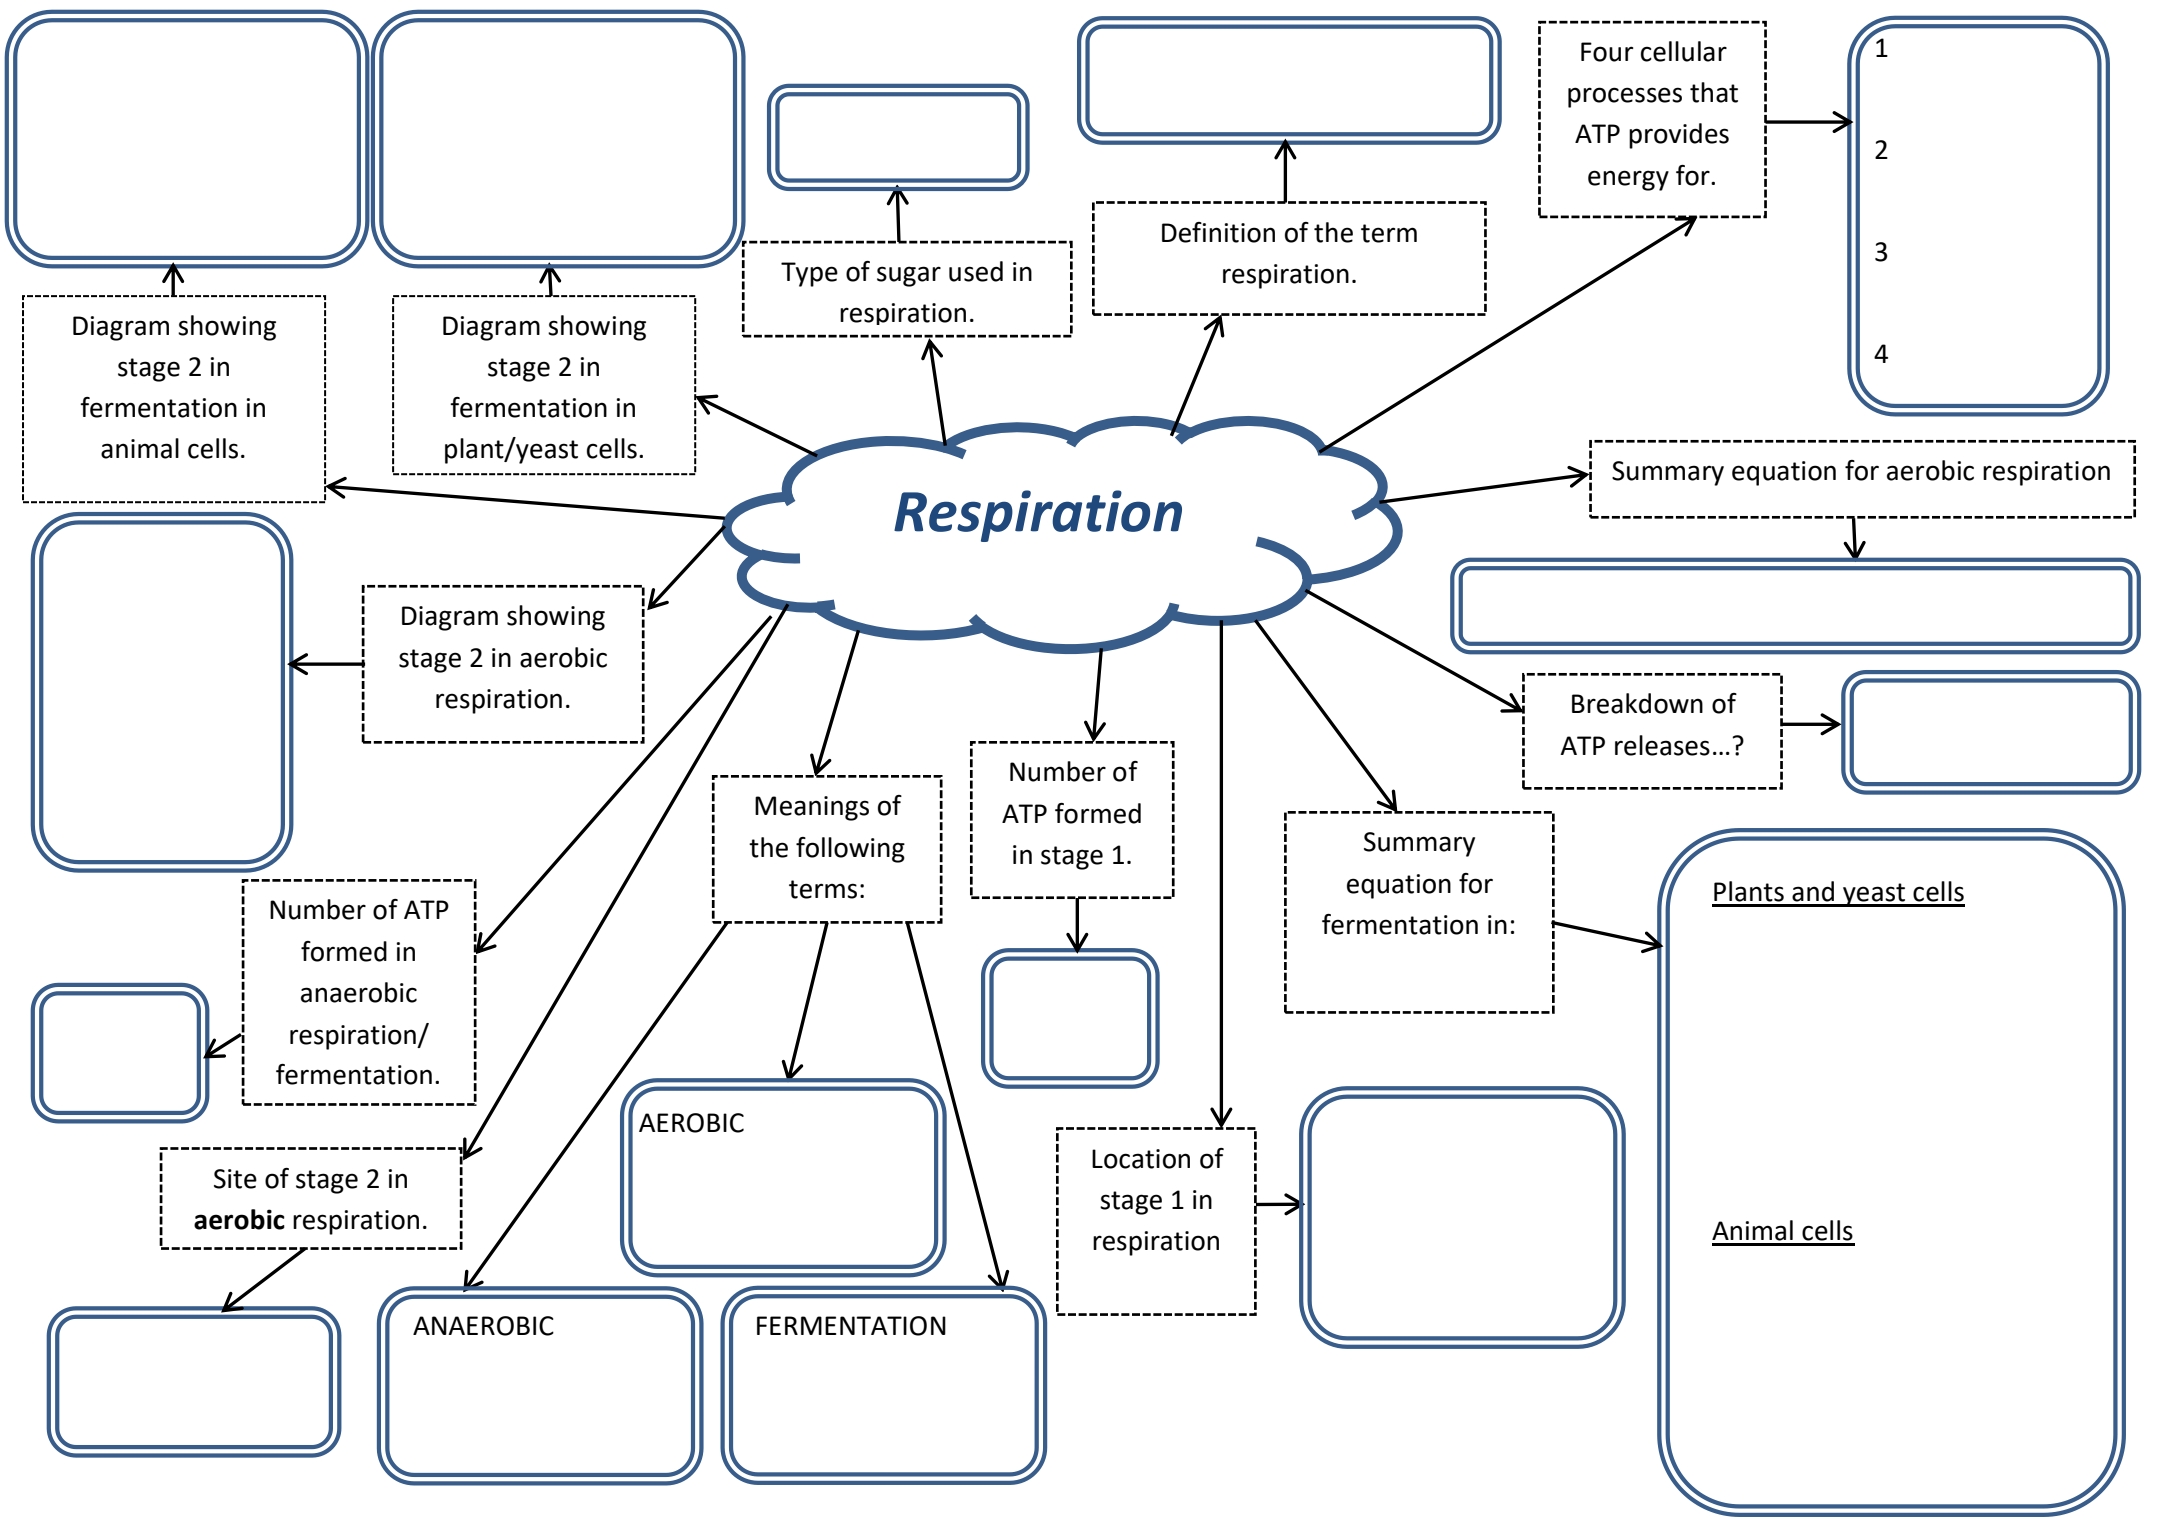 Four cellular
processes that
ATP provides
energy for.
1
2
3
4
Definition of the term
respiration.
Type of sugar used in
respiration.
Diagram showing
stage 2 in
fermentation in
animal cells.
Diagram showing
stage 2 in
fermentation in
plant/yeast cells.
Respiration
Summary equation for aerobic respiration
Diagram showing
stage 2 in aerobic
respiration.
Breakdown of
ATP releases…?
Meanings of
the following
terms:
Number of
ATP formed
in stage 1.
Summary
equation for
fermentation in:
Plants and yeast cells
Animal cells
Number of ATP
formed in
anaerobic
respiration/
fermentation.
AEROBIC
Location of
stage 1 in
respiration
Site of stage 2 in
aerobic respiration.
ANAEROBIC
FERMENTATION